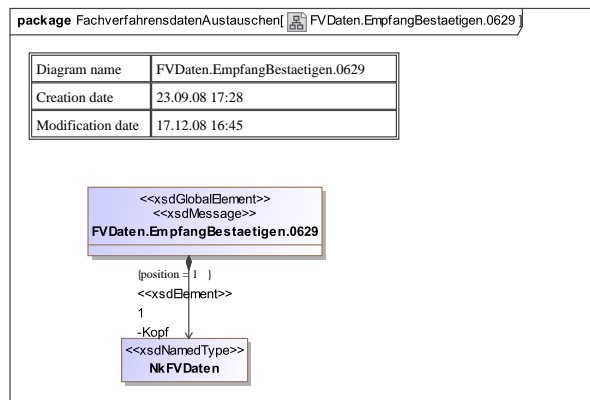 package FachverfahrensdatenAustauschen[ FVDaten.EmpfangBestaetigen.0629 ]
Diagram name FVDaten.EmpfangBestaetigen.0629
Creation date 23.09.08 17:28
Modification date 17.12.08 16:45
<<xsdGlobalElement>>
<<xsdMessage>>
FVDaten.EmpfangBestaetigen.0629
{position = 1 }
<<xsdElement>>
1
-Kopf
<<xsdNamedType>>
NkFVDaten